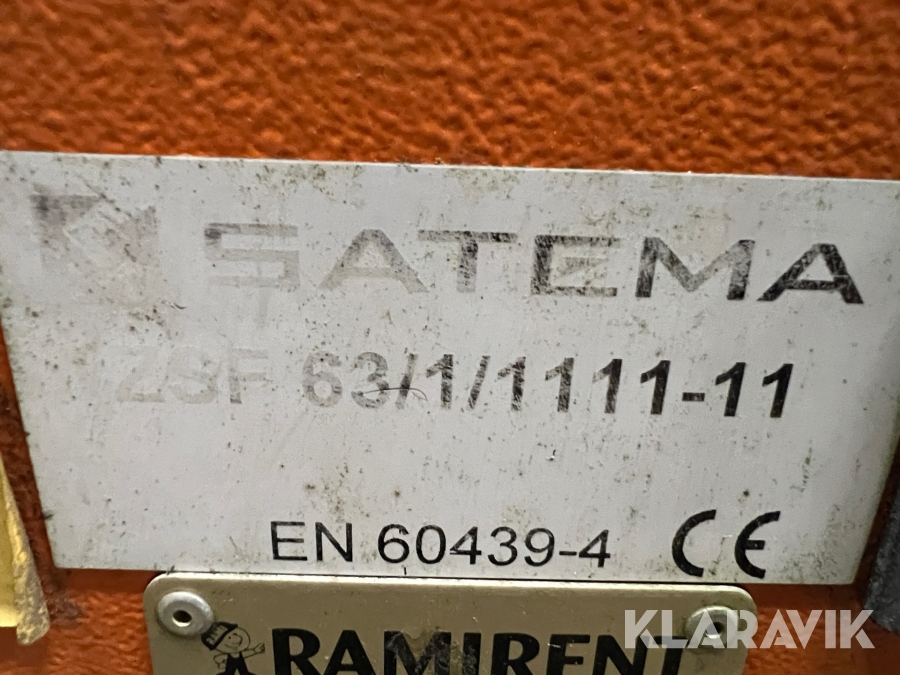 SATEMA
ZSF 63/1/1111-11
EN 60439-4 CE
RAMIRENT
KLARAVIK